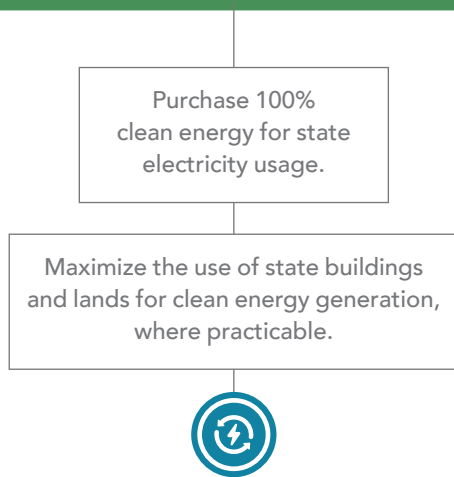 Purchase 100%
clean energy for state
electricity usage.
Maximize the use of state buildings
and lands for clean energy generation,
where practicable.